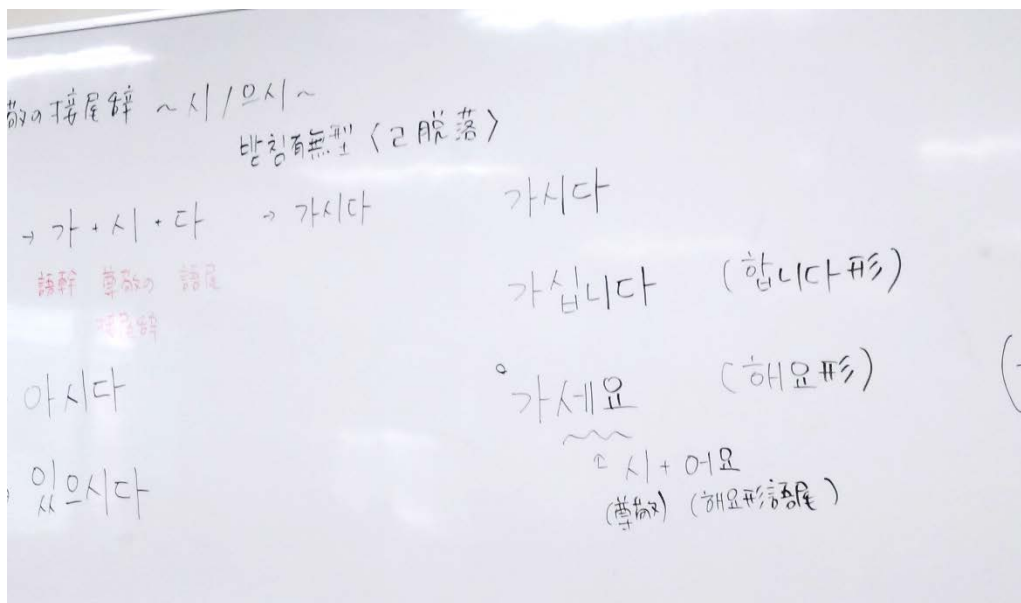 敬の接尾辞 ~시/으시~
받침有無型〈ㄹ脱落〉
→ 가 + 시 + 다 → 가시다
語幹 尊敬の 語尾
接尾辞
아시다
있으시다
가시다
가십니다 (합니다形)
가세요 (해요形)
시 + 어요
(尊敬) (해요形語尾)